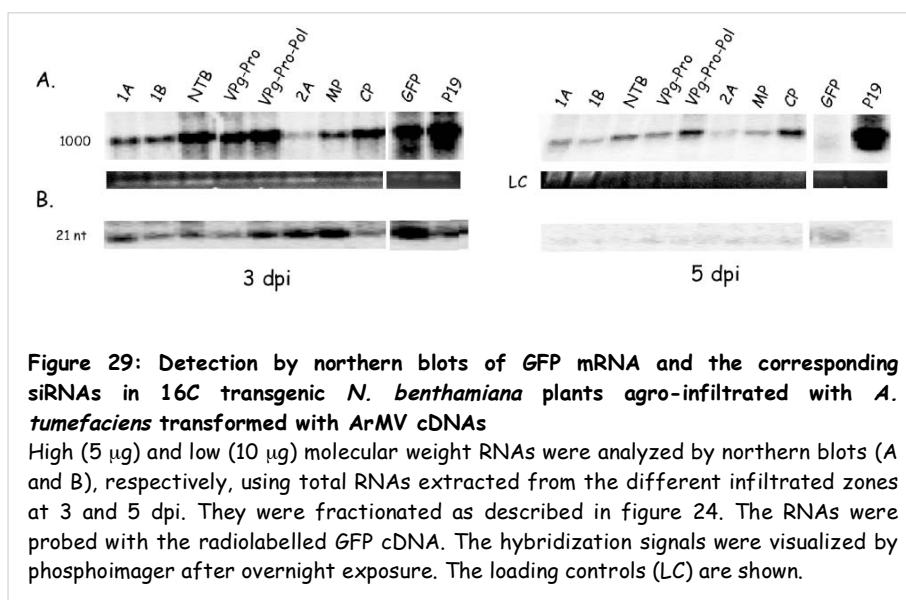 A.
1A 1B NTB VPg-Pro VPg-Pro-Pol 2A MP CP GFP P19
1A 1B NTB VPg-Pro VPg-Pro-Pol 2A MP CP GFP P19
1000
LC
B.
21 nt
3 dpi
5 dpi
Figure 29: Detection by northern blots of GFP mRNA and the corresponding
siRNAs in 16C transgenic N. benthamiana plants agro-infiltrated with A.
tumefaciens transformed with ArMV cDNAs
High (5 μg) and low (10 μg) molecular weight RNAs were analyzed by northern blots (A
and B), respectively, using total RNAs extracted from the different infiltrated zones
at 3 and 5 dpi. They were fractionated as described in figure 24. The RNAs were
probed with the radiolabelled GFP cDNA. The hybridization signals were visualized by
phosphoimager after overnight exposure. The loading controls (LC) are shown.